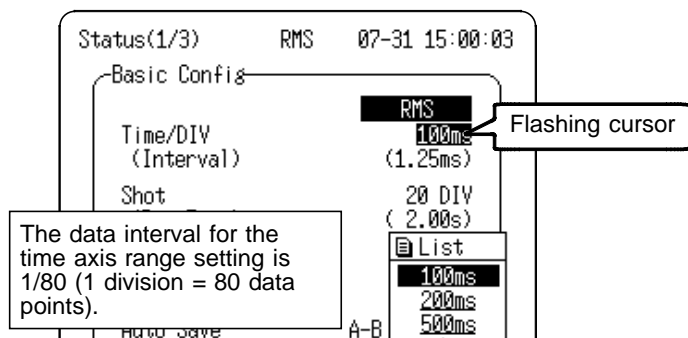 Status(1/3) RMS 07-31 15:00:03
Basic Config
RMS
Time/DIV 100ms
Flashing cursor
(Interval) (1.25ms)
Shot 20 DIV
( 2.00s)
The data interval for the
time axis range setting is
1/80 (1 division = 80 data
points).
List
100ms
200ms
500ms
Auto Save A-B